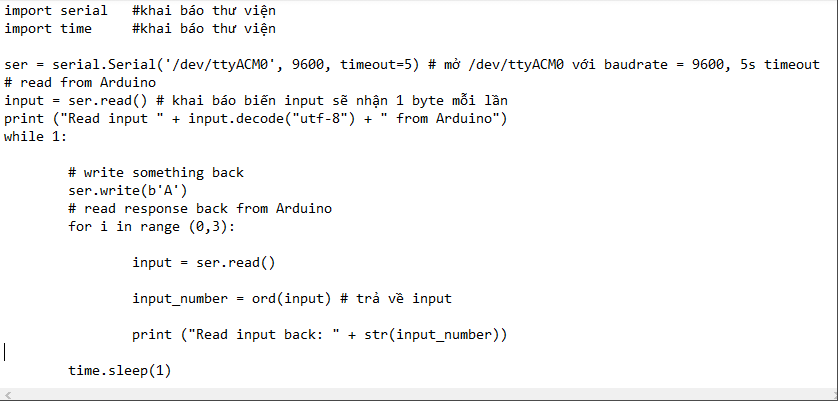 import serial   #khai báo thư viện
import time     #khai báo thư viện
ser = serial.Serial('/dev/ttyACM0', 9600, timeout=5) # mở /dev/ttyACM0 với baudrate = 9600, 5s timeout
# read from Arduino
input = ser.read() # khai báo biến input sẽ nhận 1 byte mỗi lần
print ("Read input " + input.decode("utf-8") + " from Arduino")
while 1:
        # write something back
        ser.write(b'A')
        # read response back from Arduino
        for i in range (0,3):
                input = ser.read()
                input_number = ord(input) # trả về input
                print ("Read input back: " + str(input_number))
        time.sleep(1)